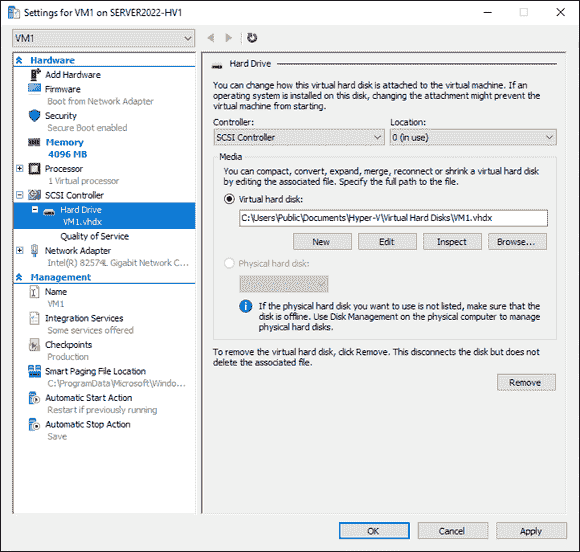 Settings for VM1 on SERVER2022-HV1
VM1
Hardware
Add Hardware
Firmware
Boot from Network Adapter
Security
Secure Boot enabled
Memory
4096 MB
Processor
1 Virtual processor
SCSI Controller
Hard Drive
VM1.vhdx
Quality of Service
Network Adapter
Intel(R) 82574L Gigabit Network C...
Management
Name
VM1
Integration Services
Some services offered
Checkpoints
Production
Smart Paging File Location
C:\ProgramData\Microsoft\Windo...
Automatic Start Action
Restart if previously running
Automatic Stop Action
Save
Hard Drive
You can change how this virtual hard disk is attached to the virtual machine. If an
operating system is installed on this disk, changing the attachment might prevent the
virtual machine from starting.
Controller: Location:
SCSI Controller 0 (in use)
Media
You can compact, convert, expand, merge, reconnect or shrink a virtual hard disk
by editing the associated file. Specify the full path to the file.
Virtual hard disk:
C:\Users\Public\Documents\Hyper-V\Virtual Hard Disks\VM1.vhdx
New Edit Inspect Browse...
Physical hard disk:
If the physical hard disk you want to use is not listed, make sure that the
disk is offline. Use Disk Management on the physical computer to manage
physical hard disks.
To remove the virtual hard disk, click Remove. This disconnects the disk but does not
delete the associated file.
Remove
OK Cancel Apply